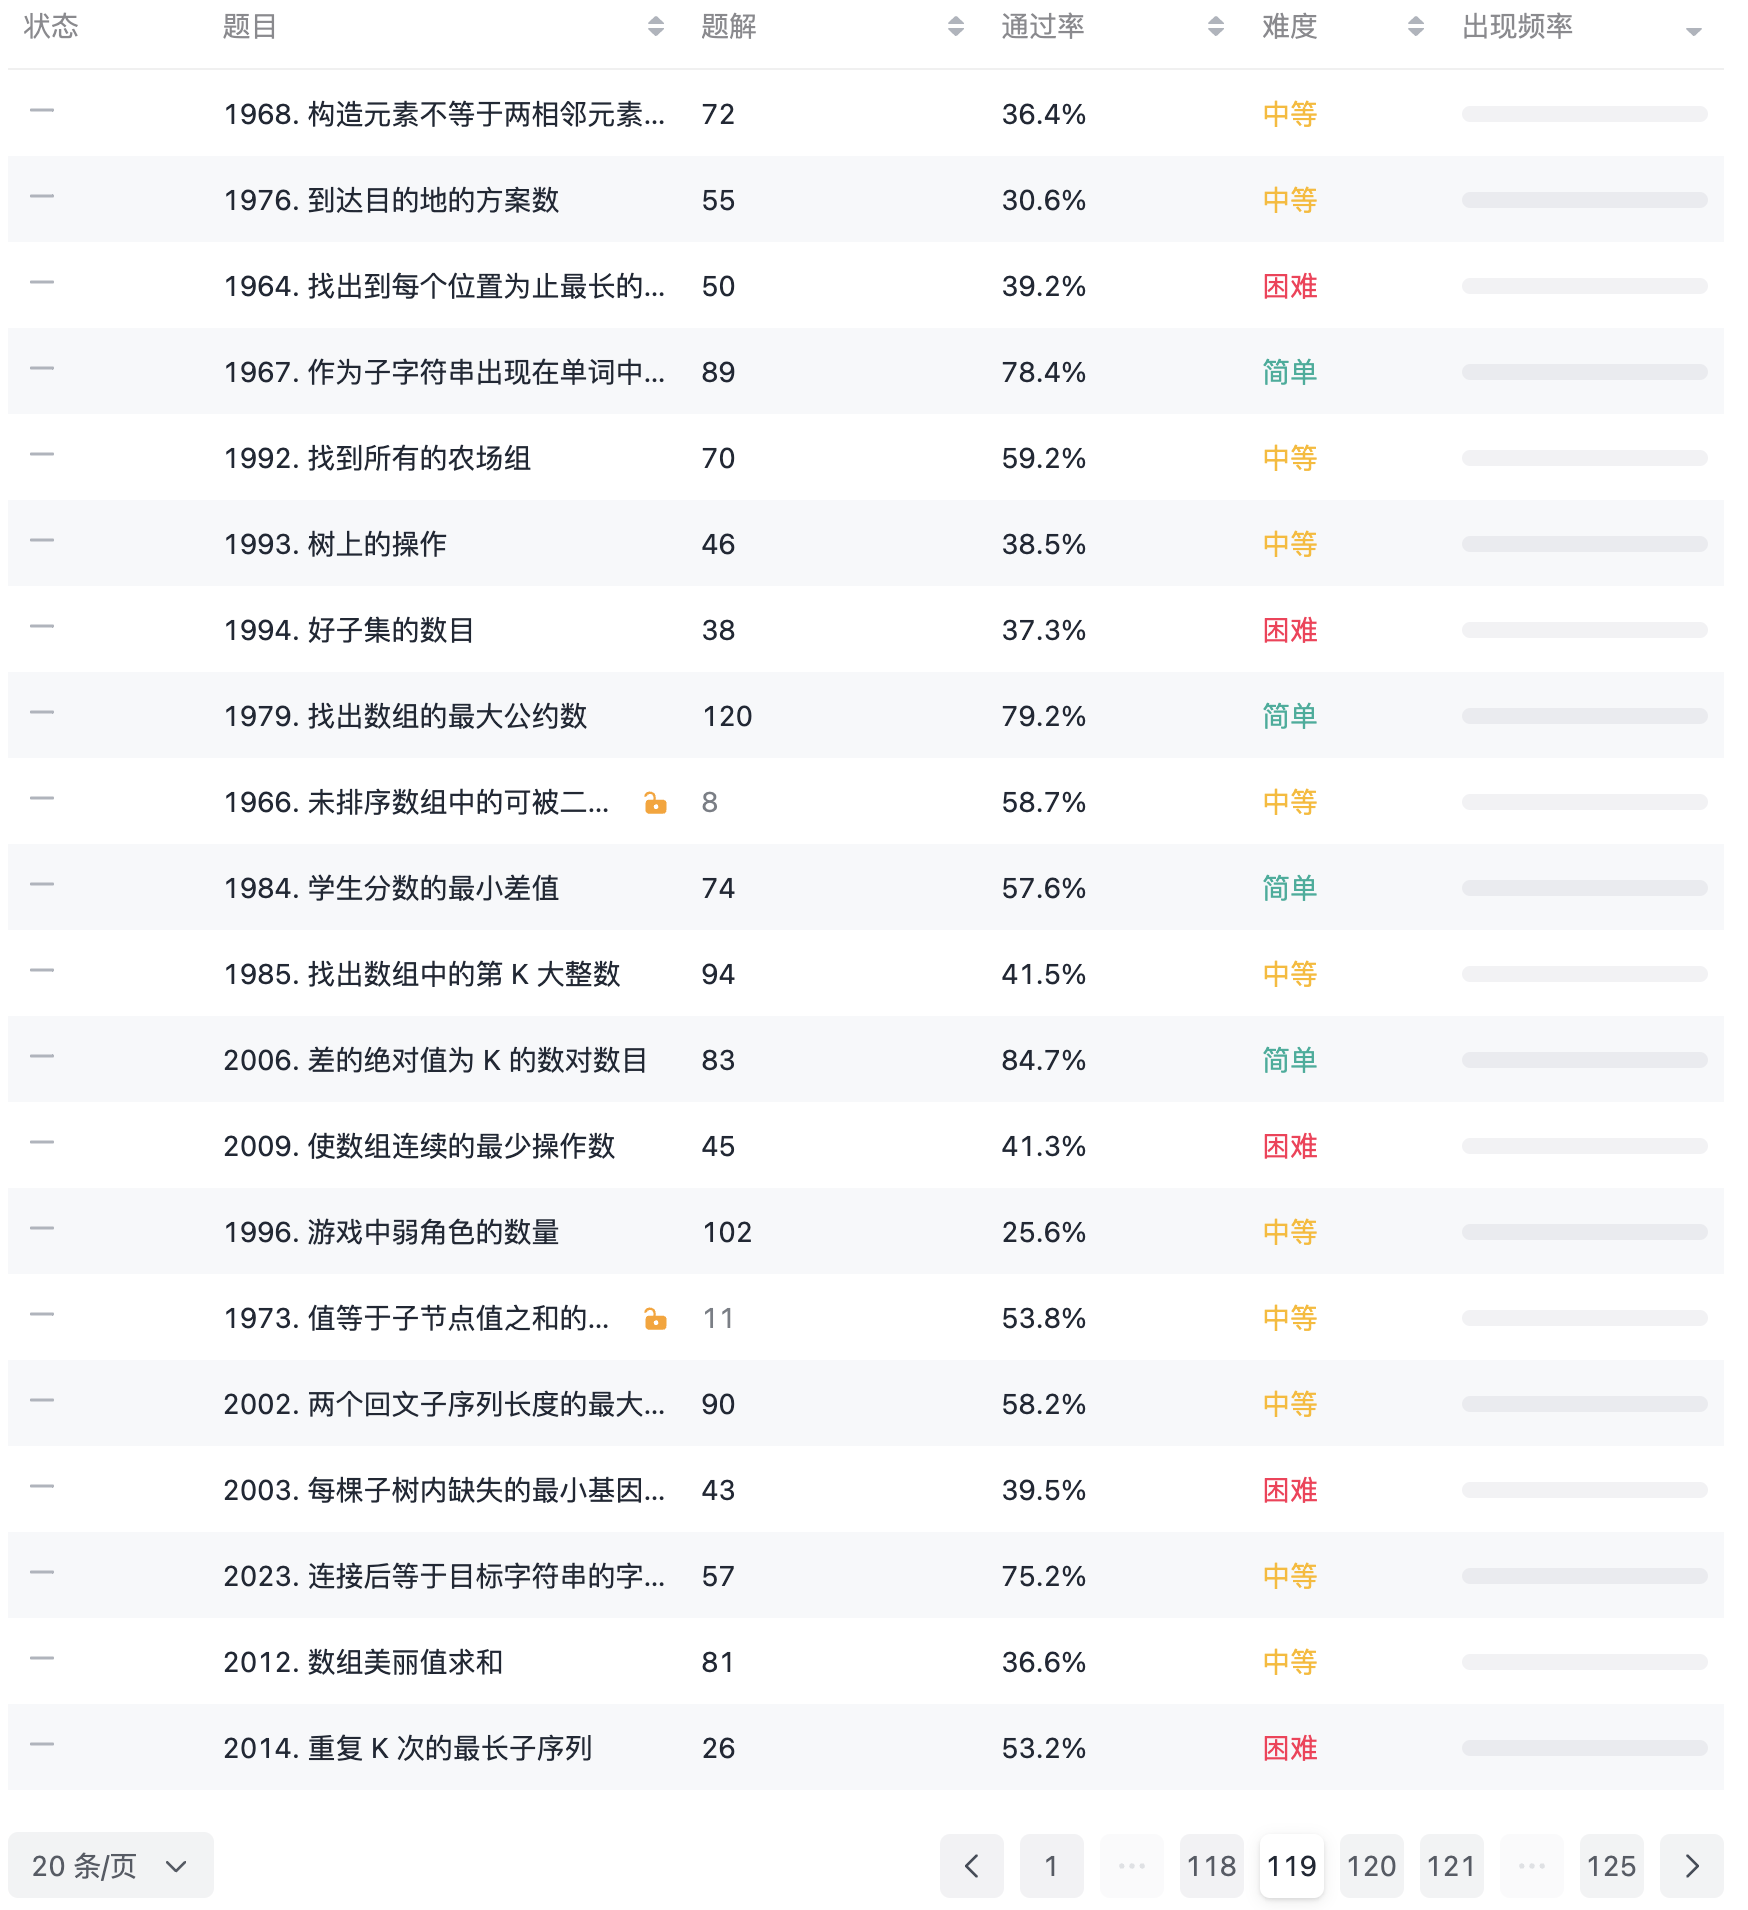 状态 题目 题解 通过率 难度 出现频率
1968. 构造元素不等于两相邻元素... 72 36.4% 中等
1976. 到达目的地的方案数 55 30.6% 中等
1964. 找出到每个位置为止最长的... 50 39.2% 困难
1967. 作为子字符串出现在单词中... 89 78.4% 简单
1992. 找到所有的农场组 70 59.2% 中等
1993. 树上的操作 46 38.5% 中等
1994. 好子集的数目 38 37.3% 困难
1979. 找出数组的最大公约数 120 79.2% 简单
1966. 未排序数组中的可被二... 8 58.7% 中等
1984. 学生分数的最小差值 74 57.6% 简单
1985. 找出数组中的第 K 大整数 94 41.5% 中等
2006. 差的绝对值为 K 的数对数目 83 84.7% 简单
2009. 使数组连续的最少操作数 45 41.3% 困难
1996. 游戏中弱角色的数量 102 25.6% 中等
1973. 值等于子节点值之和的... 11 53.8% 中等
2002. 两个回文子序列长度的最大... 90 58.2% 中等
2003. 每棵子树内缺失的最小基因... 43 39.5% 困难
2023. 连接后等于目标字符串的字... 57 75.2% 中等
2012. 数组美丽值求和 81 36.6% 中等
2014. 重复 K 次的最长子序列 26 53.2% 困难
20 条/页 1 ... 118 119 120 121 ... 125